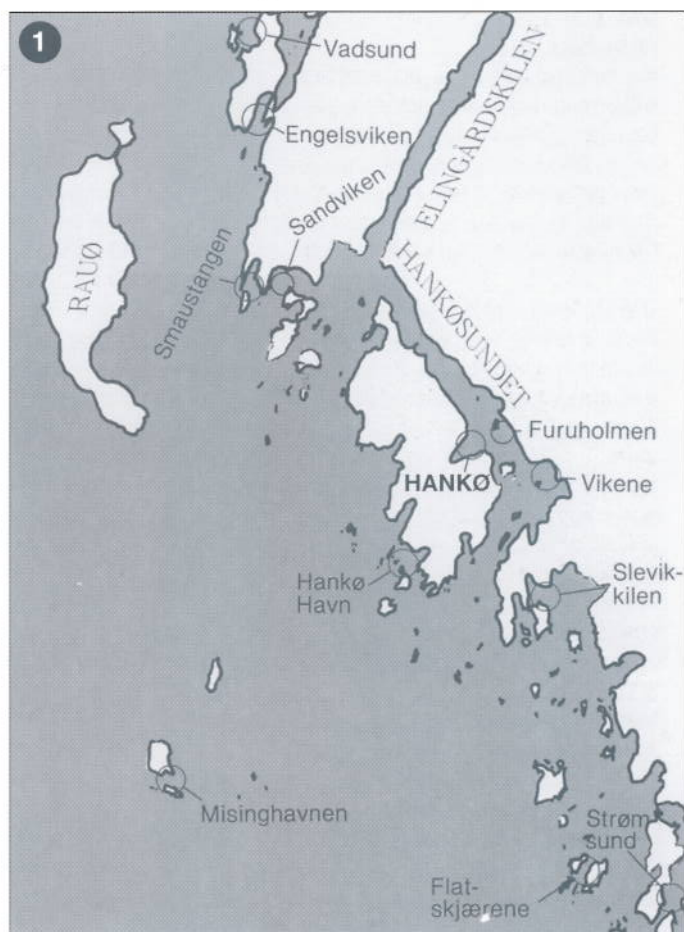 1
Vadsund
Engelsviken
ELINGÅRDSKILEN
Sandviken
RAUØ
Smaustangen
HANKØSUNDET
Furuholmen
HANKØ
Vikene
Hankø
Havn
Slevik-
kilen
Misinghavnen
Strøm
sund
Flat-
skjærene